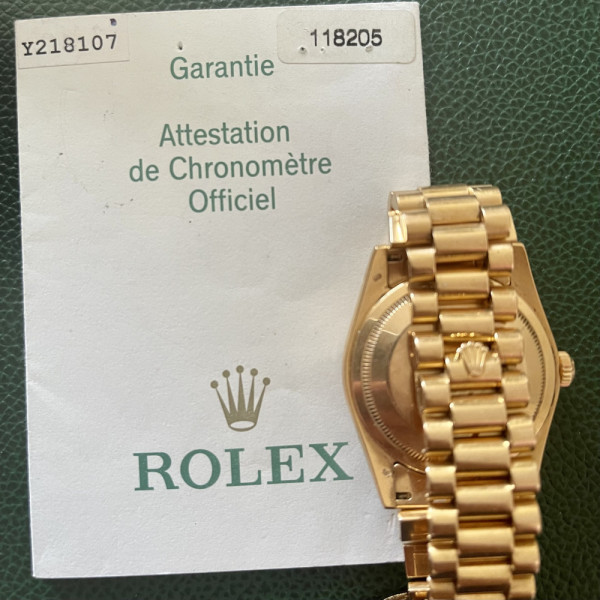 Y218107
118205
Garantie
Attestation
de Chronomètre
Officiel
ROLEX